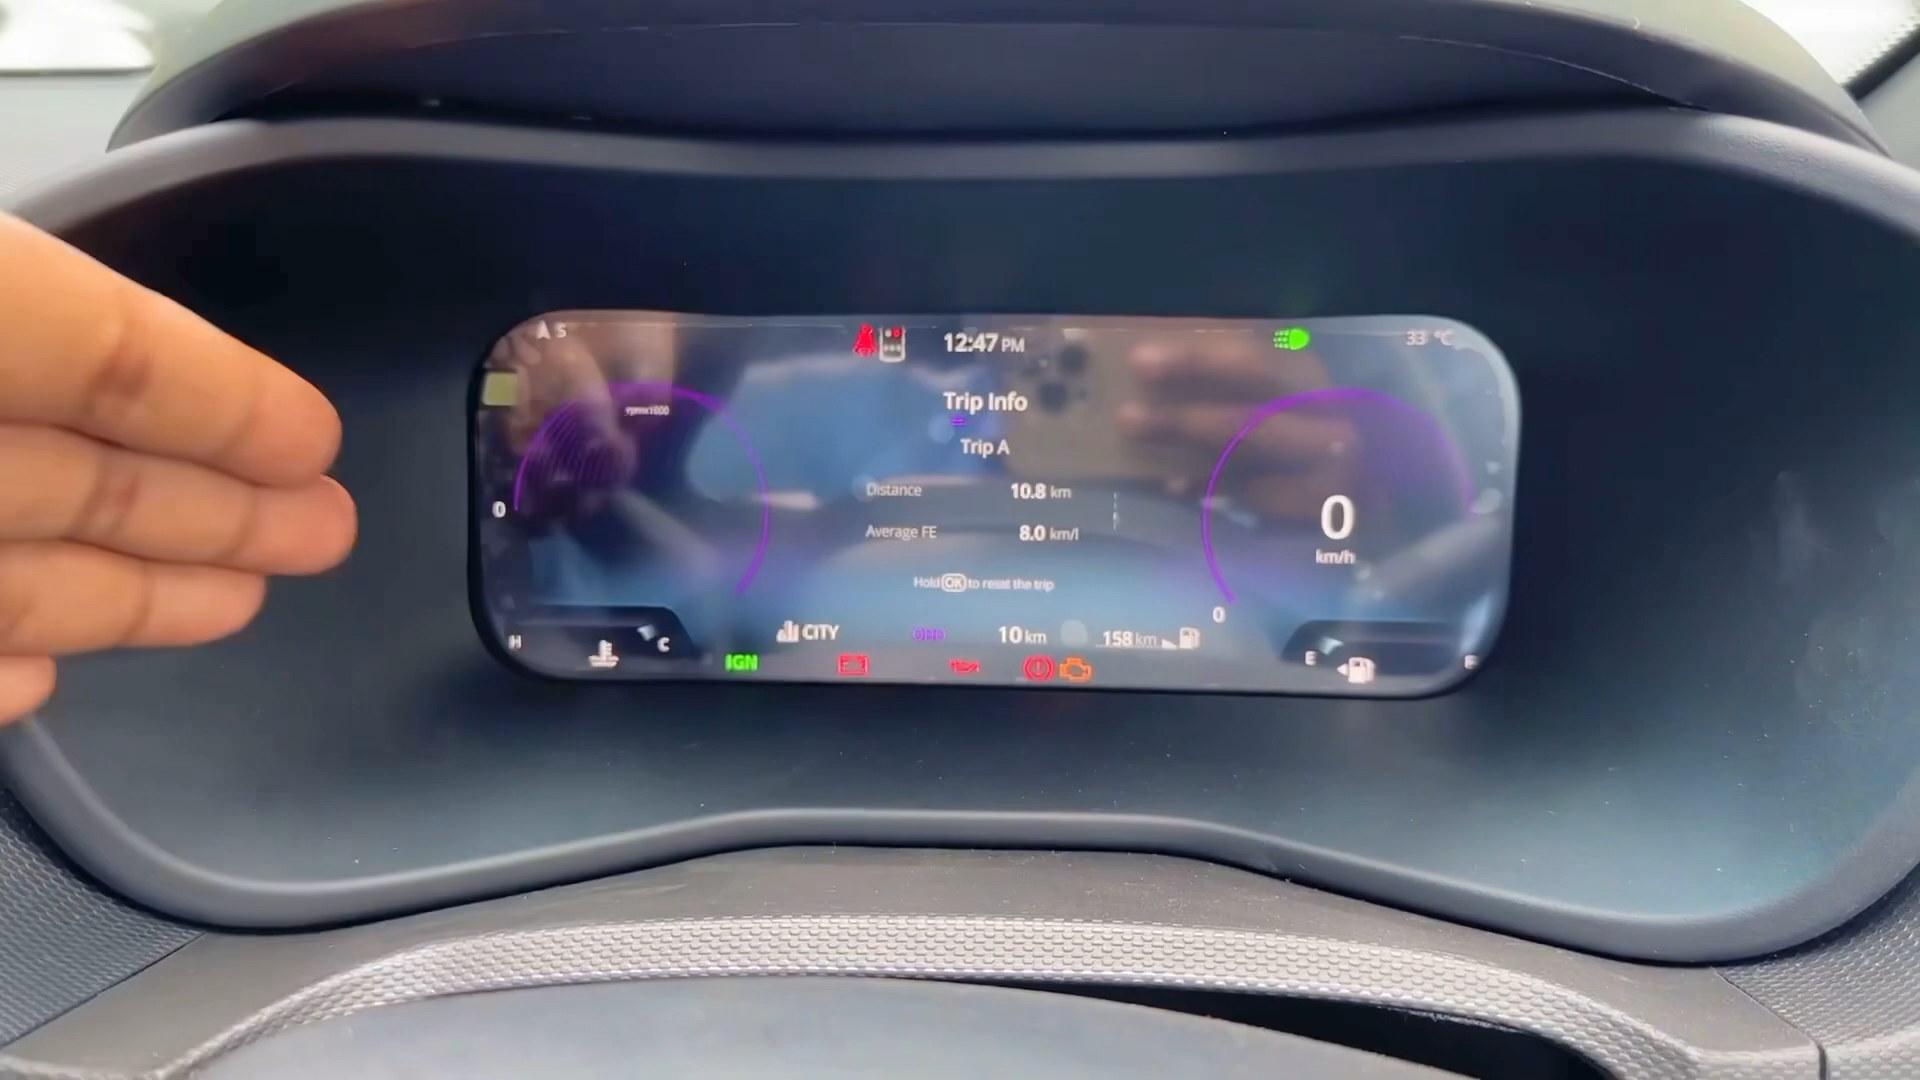 S
12:47 PM
33 °C
rpmx1000
Trip Info
Trip A
0
Distance 10.8 km
Average FE 8.0 km/l
0
km/h
Hold OK to reset the trip
0
H
C
CITY
10 km
158 km
E
F
IGN